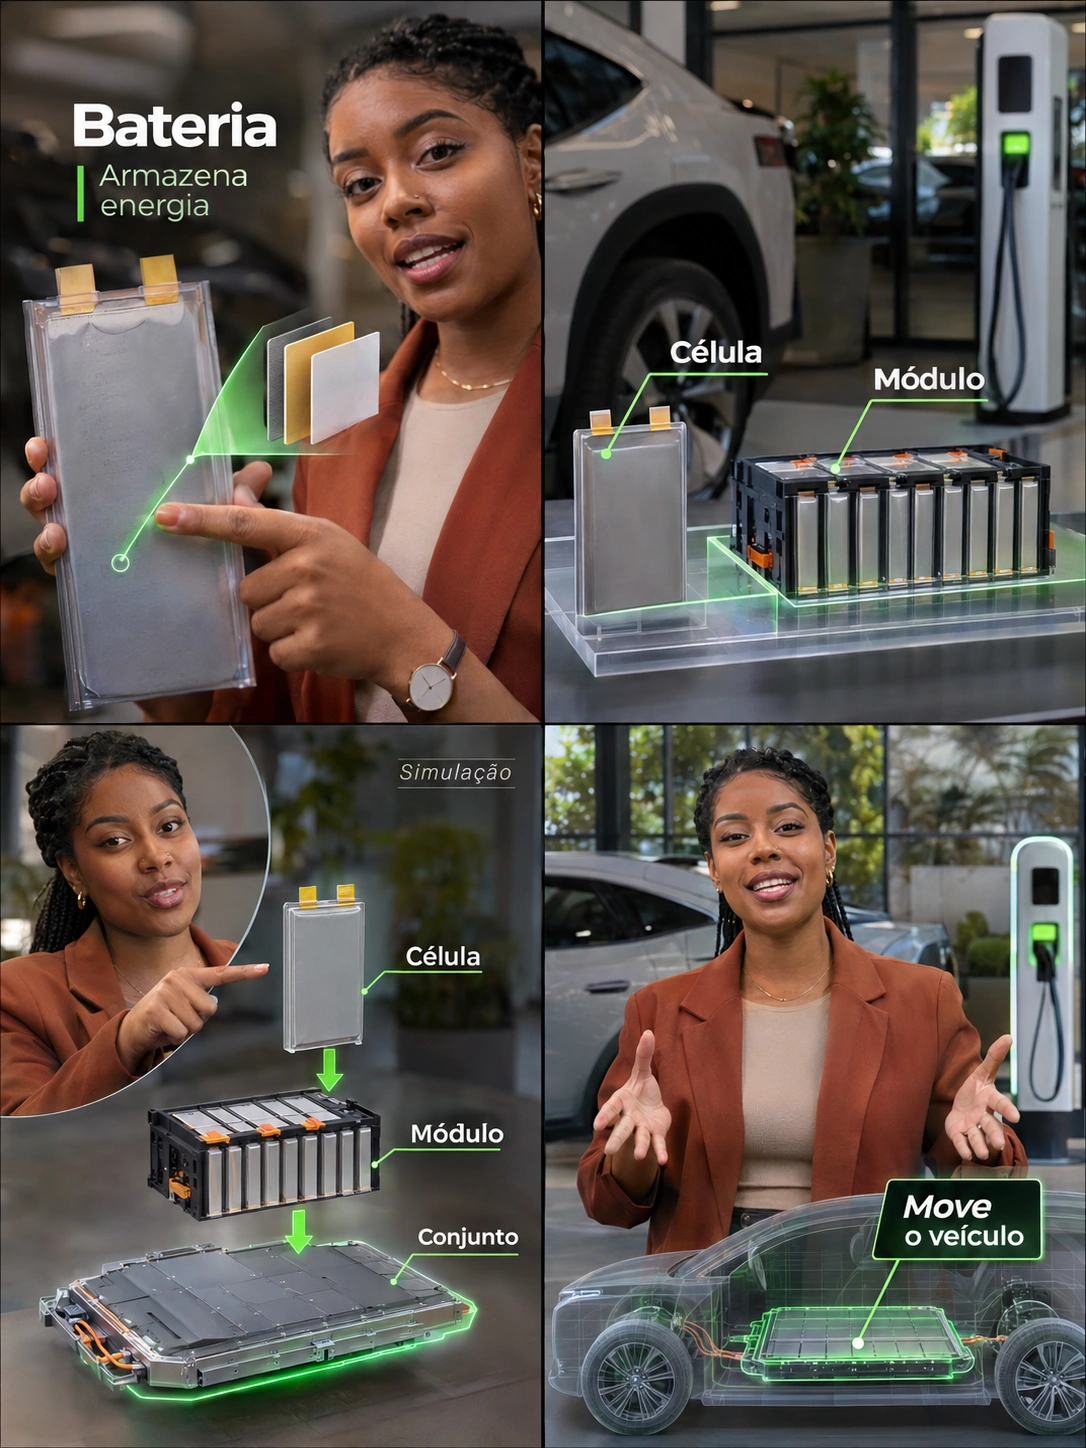 Bateria
Armazena
energia
Célula
Módulo
Simulação
Célula
Módulo
Conjunto
Move
o veículo